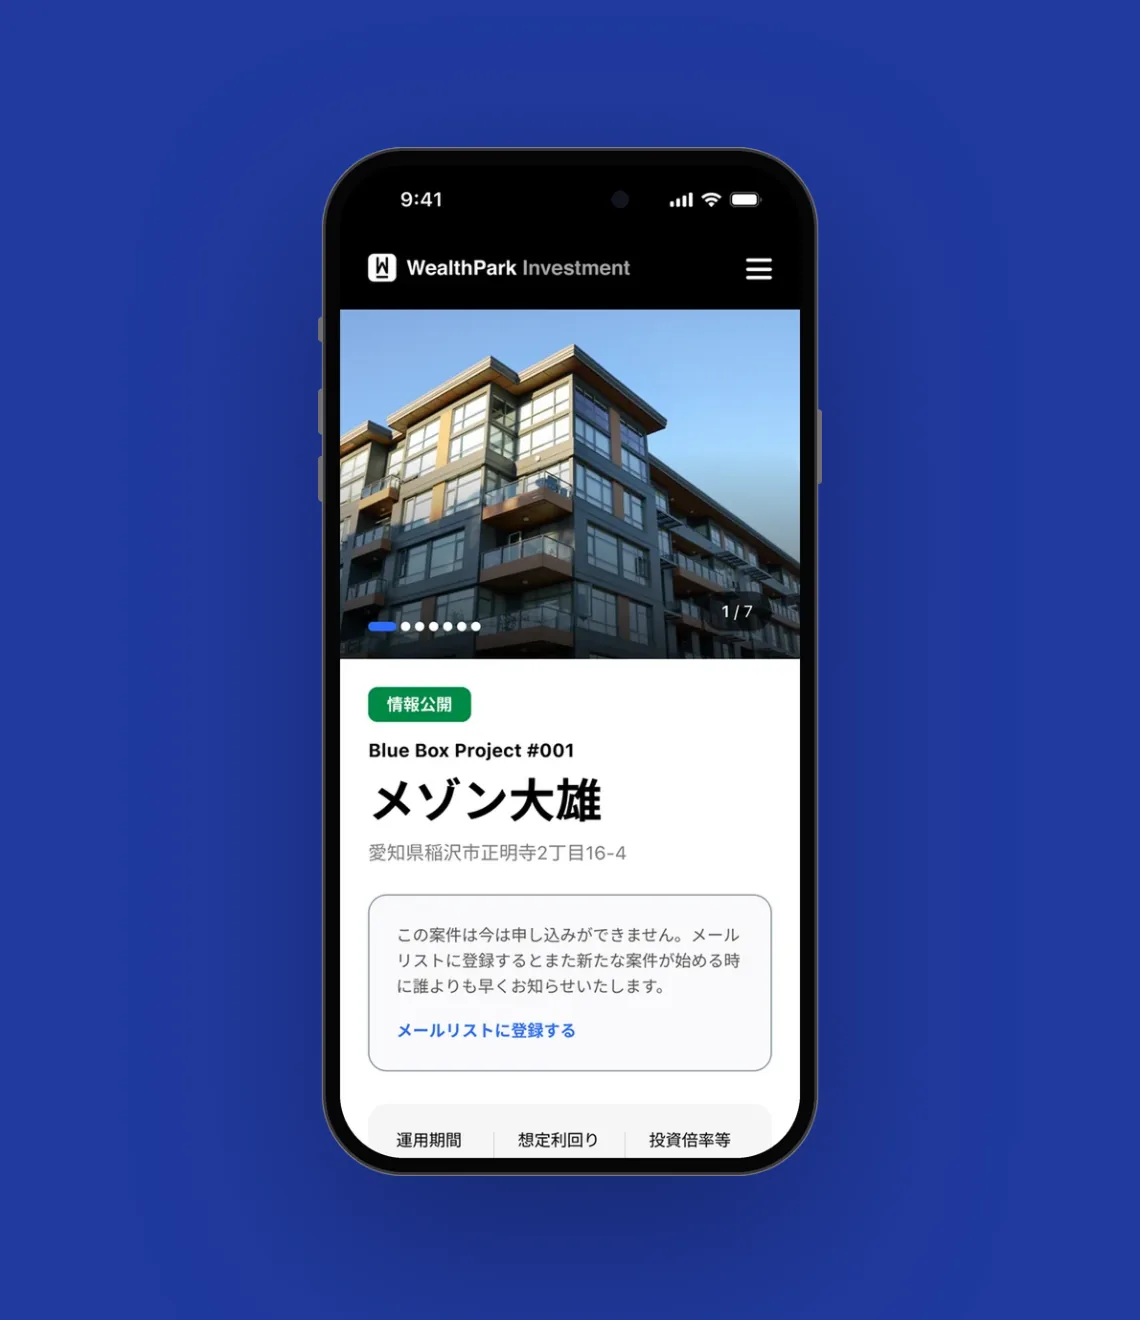 9:41
WealthPark Investment
1 / 7
情報公開
Blue Box Project #001
メゾン大雄
愛知県稲沢市正明寺2丁目16-4
この案件は今は申し込みができません。メール
リストに登録するとまた新たな案件が始める時
に誰よりも早くお知らせいたします。
メールリストに登録する
運用期間
想定利回り
投資倍率等